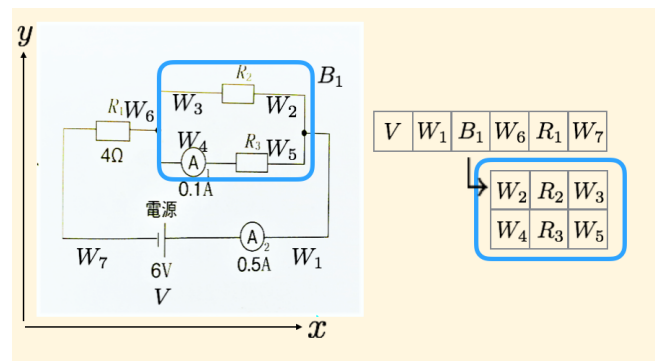 y
R₂
B₁
R₁ W₆
W₃
W₂
V W₁ B₁ W₆ R₁ W₇
W₄
R₃ W₅
4Ω
A₁
0.1A
W₂ R₂ W₃
W₄ R₃ W₅
電源
A₂
W₇
6V
0.5A
W₁
V
x